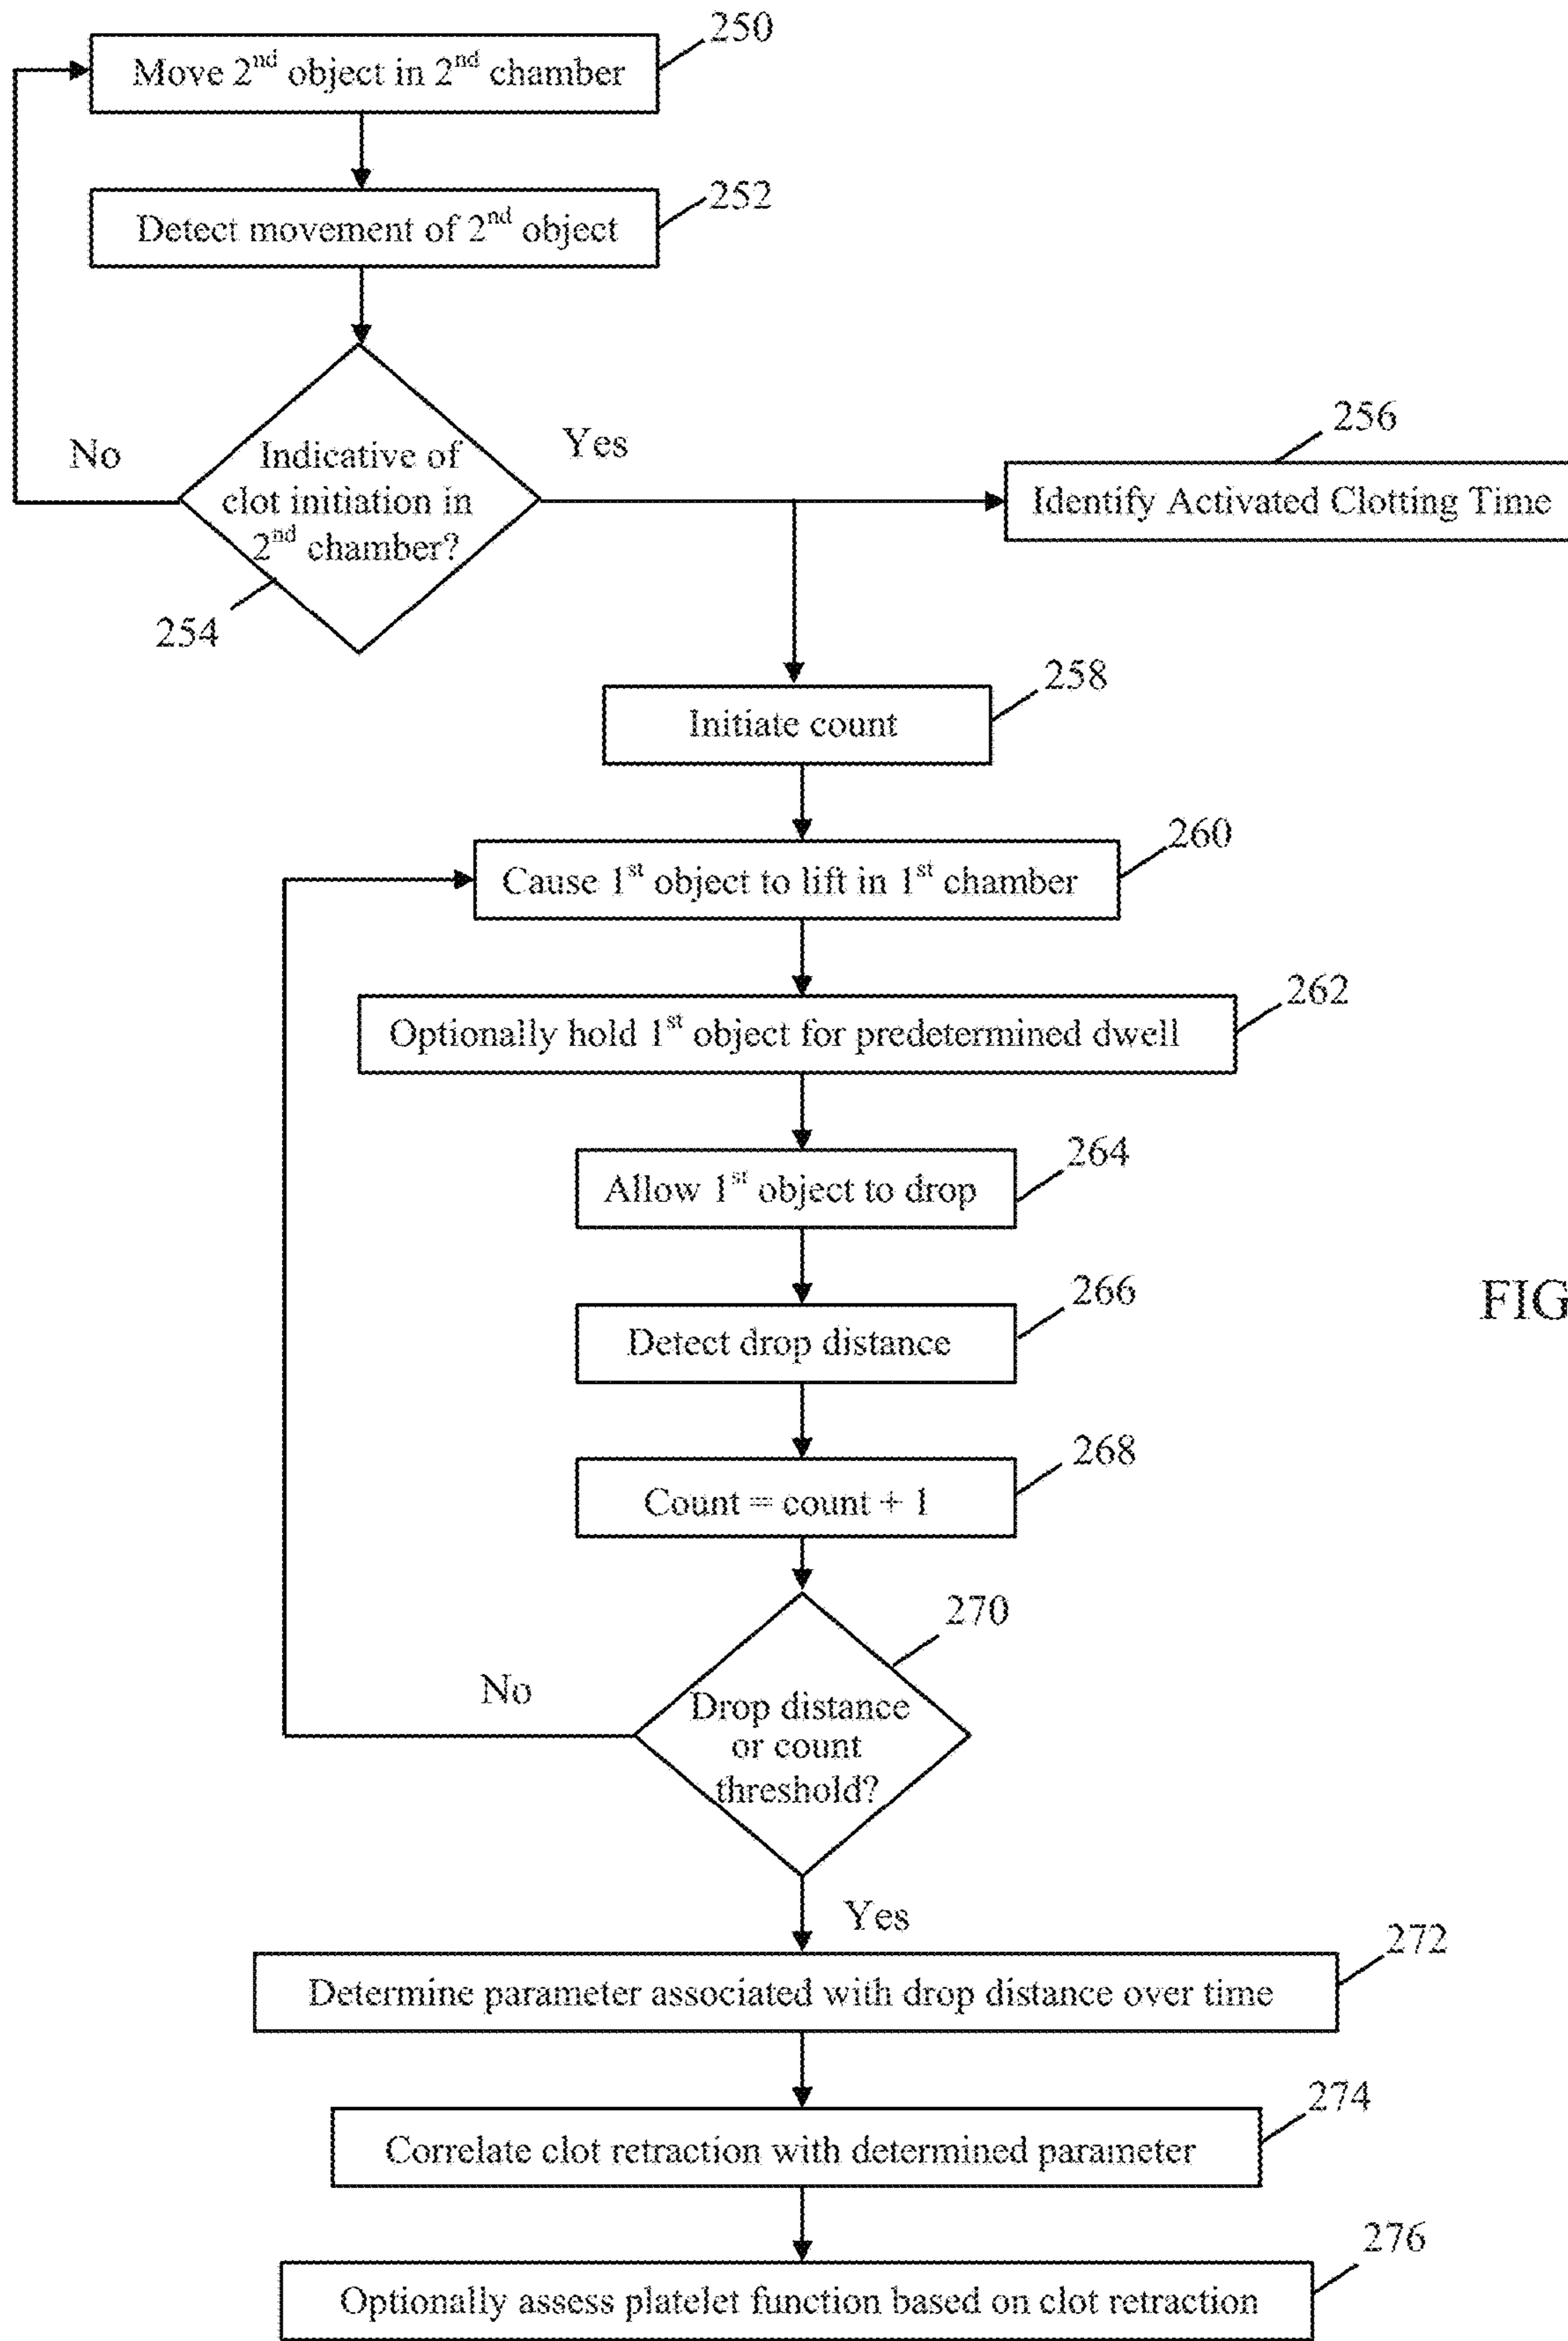 250
Move 2nd object in 2nd chamber
252
Detect movement of 2nd object
No
Yes
Indicative of
clot initiation in
2nd chamber?
254
256
Identify Activated Clotting Time
258
Initiate count
260
Cause 1st object to lift in 1st chamber
262
Optionally hold 1st object for predetermined dwell
264
Allow 1st object to drop
266
Detect drop distance
FIG
268
Count = count + 1
270
No
Drop distance
or count
threshold?
Yes
272
Determine parameter associated with drop distance over time
274
Correlate clot retraction with determined parameter
276
Optionally assess platelet function based on clot retraction